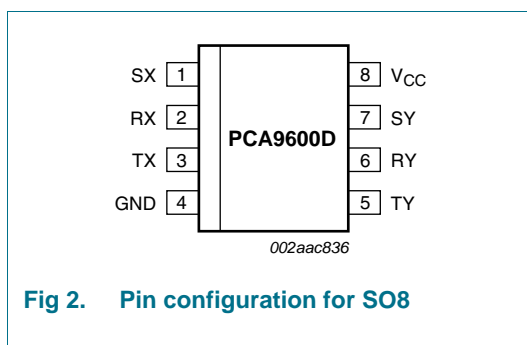 SX 1 8 VCC
RX 2 7 SY
PCA9600D
TX 3 6 RY
GND 4 5 TY
002aac836
Fig 2. Pin configuration for SO8